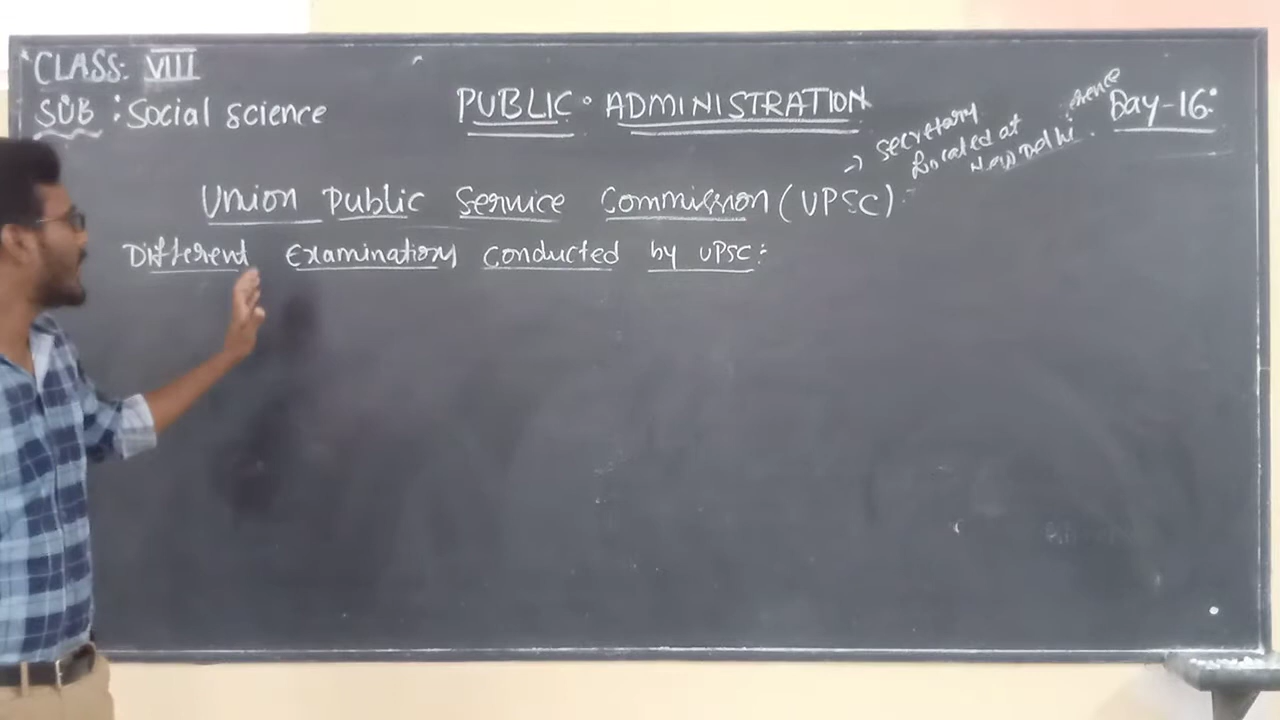 CLASS: VIII
SUB : Social science
PUBLIC ADMINISTRATION
Day-16:
→ secretary
Located at
New Delhi.
Union Public Service Commission (UPSC):
Different Examinations conducted by UPSC: